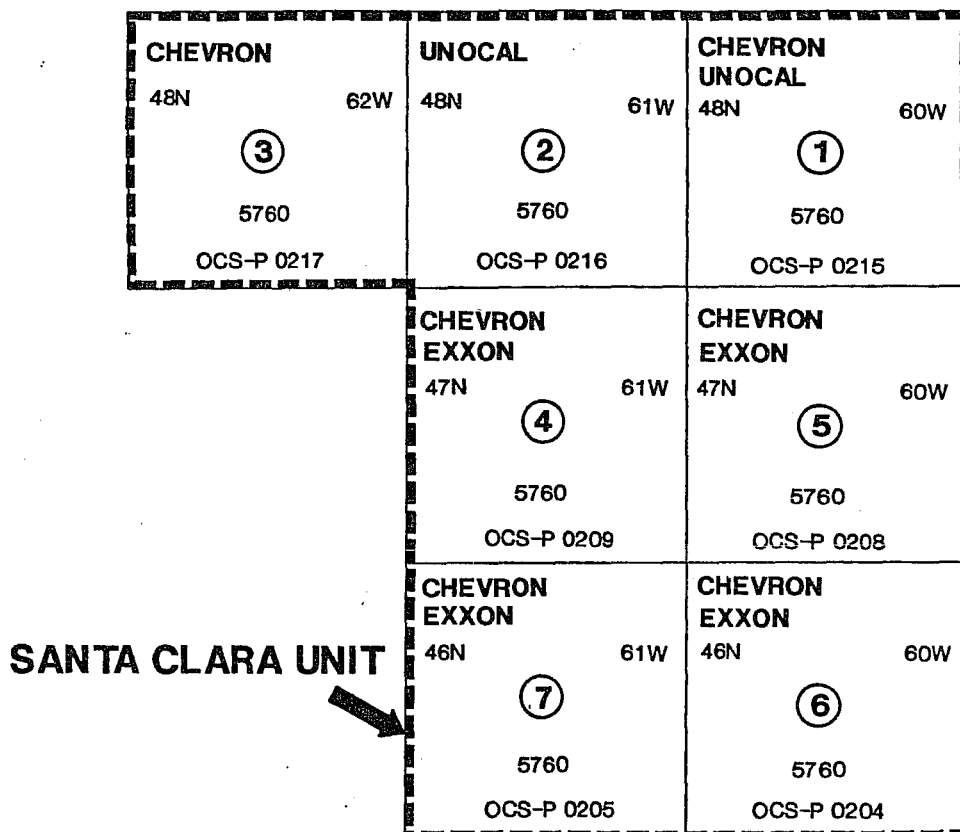 CHEVRON
48N 62W
3
5760
OCS-P 0217
UNOCAL
48N 61W
2
5760
OCS-P 0216
CHEVRON
UNOCAL
48N 60W
1
5760
OCS-P 0215
CHEVRON
EXXON
47N 61W
4
5760
OCS-P 0209
CHEVRON
EXXON
47N 60W
5
5760
OCS-P 0208
SANTA CLARA UNIT
CHEVRON
EXXON
46N 61W
7
5760
OCS-P 0205
CHEVRON
EXXON
46N 60W
6
5760
OCS-P 0204